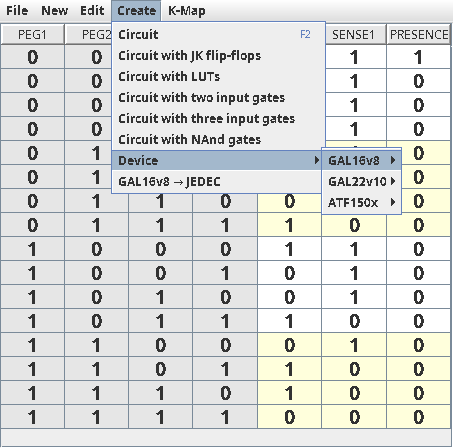 File New Edit Create K-Map
PEG1 PEG2 SENSE1 PRESENCE
Circuit F2
0 0 1 1
Circuit with JK flip-flops
0 0 1 0
Circuit with LUTs
Circuit with two input gates
0 0 1 0
Circuit with three input gates
0 0 1 0
Circuit with NAnd gates
0 1 0
Device GAL16v8
0 1 0
GAL16v8 → JEDEC GAL22v10
0 1 1 0 0 0
ATF150x
0 1 1 1 1 0 0
1 0 0 0 1 1 0
1 0 0 1 0 1 0
1 0 1 0 0 1 0
1 0 1 1 1 0 0
1 1 0 0 0 1 0
1 1 0 1 1 0 0
1 1 1 0 1 0 0
1 1 1 1 0 0 0